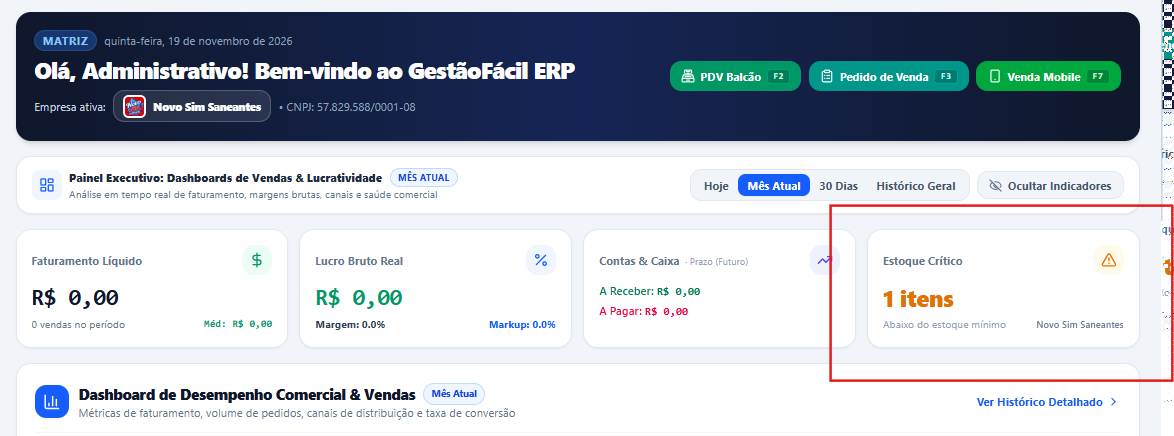 MATRIZ quinta-feira, 19 de novembro de 2026
Olá, Administrativo! Bem-vindo ao GestãoFácil ERP
Empresa ativa: Novo Sim Saneantes • CNPJ: 57.829.588/0001-08
PDV Balcão F2
Pedido de Venda F3
Venda Mobile F7
Painel Executivo: Dashboards de Vendas & Lucratividade MÊS ATUAL
Análise em tempo real de faturamento, margens brutas, canais e saúde comercial
Hoje Mês Atual 30 Dias Histórico Geral Ocultar Indicadores
Faturamento Líquido
R$ 0,00
0 vendas no período Méd: R$ 0,00
Lucro Bruto Real
R$ 0,00
Margem: 0.0% Markup: 0.0%
Contas & Caixa · Prazo (Futuro)
A Receber: R$ 0,00
A Pagar: R$ 0,00
Estoque Crítico
1 itens
Abaixo do estoque mínimo Novo Sim Saneantes
Dashboard de Desempenho Comercial & Vendas Mês Atual
Métricas de faturamento, volume de pedidos, canais de distribuição e taxa de conversão
Ver Histórico Detalhado